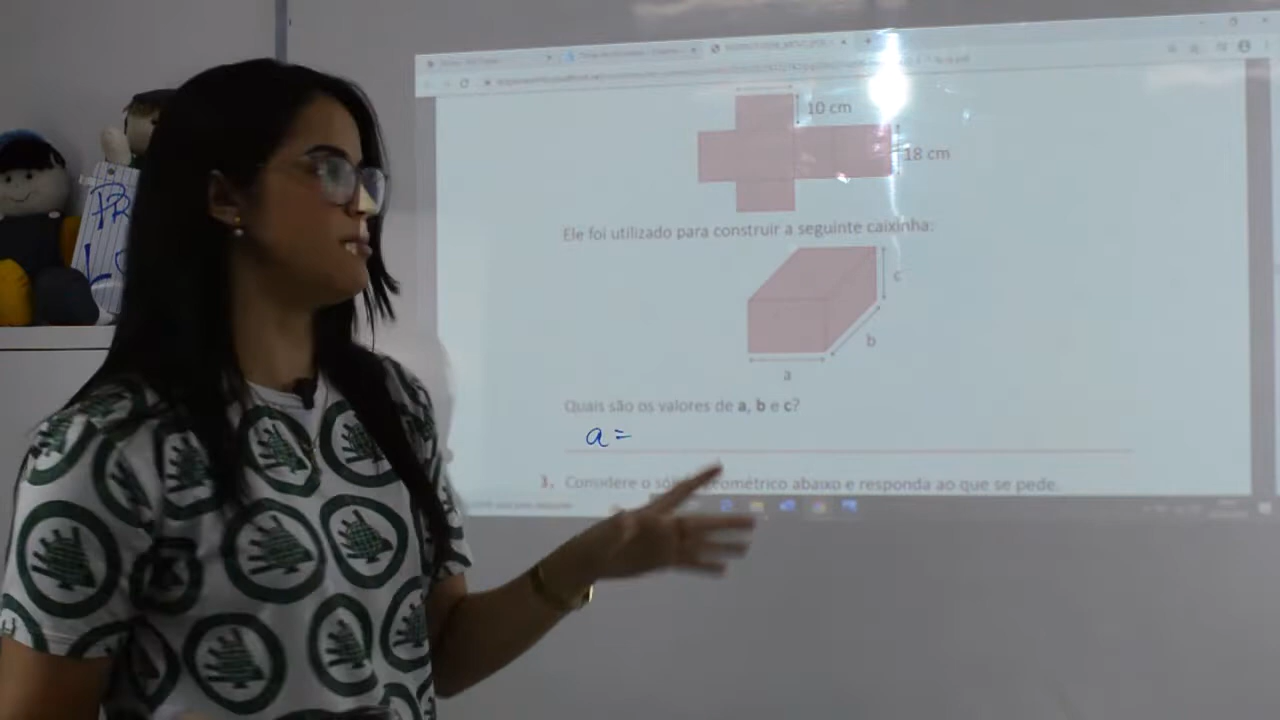 10 cm
18 cm
Ele foi utilizado para construir a seguinte caixinha:
c
b
a
Quais são os valores de a, b e c?
a =
3. Considere o geométrico abaixo e responda ao que se pede.
PR